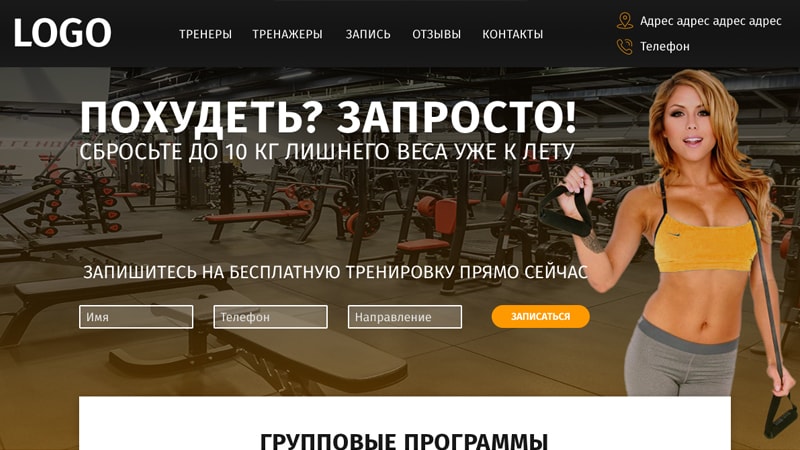 LOGO
ТРЕНЕРЫ ТРЕНАЖЕРЫ ЗАПИСЬ ОТЗЫВЫ КОНТАКТЫ
Адрес адрес адрес адрес
Телефон
ПОХУДЕТЬ? ЗАПРОСТО!
СБРОСЬТЕ ДО 10 КГ ЛИШНЕГО ВЕСА УЖЕ К ЛЕТУ
ЗАПИШИТЕСЬ НА БЕСПЛАТНУЮ ТРЕНИРОВКУ ПРЯМО СЕЙЧАС
Имя Телефон Направление ЗАПИСАТЬСЯ
ГРУППОВЫЕ ПРОГРАММЫ